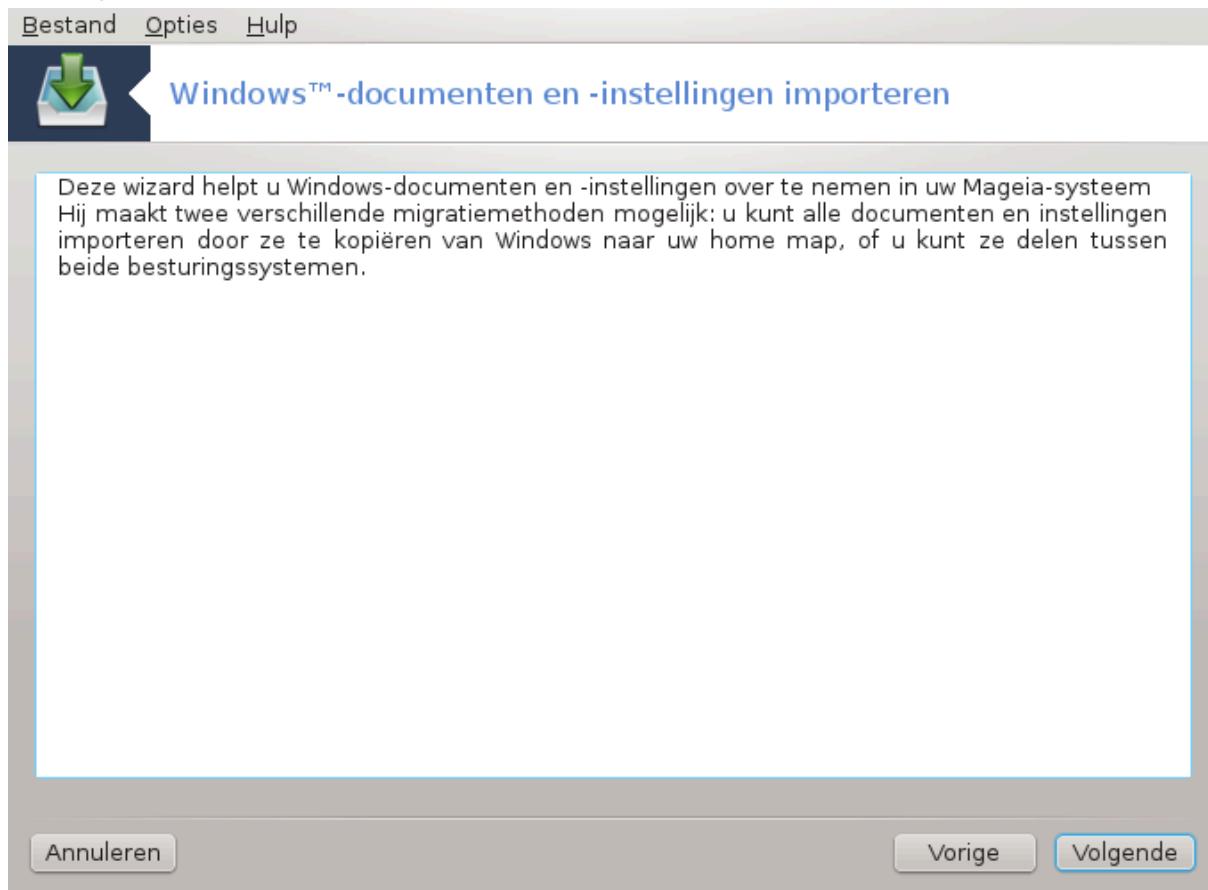 Bestand Opties Hulp
Windows™-documenten en -instellingen importeren
Deze wizard helpt u Windows-documenten en -instellingen over te nemen in uw Mageia-systeem
Hij maakt twee verschillende migratiemethoden mogelijk: u kunt alle documenten en instellingen
importeren door ze te kopiëren van Windows naar uw home map, of u kunt ze delen tussen
beide besturingssystemen.
Annuleren Vorige Volgende